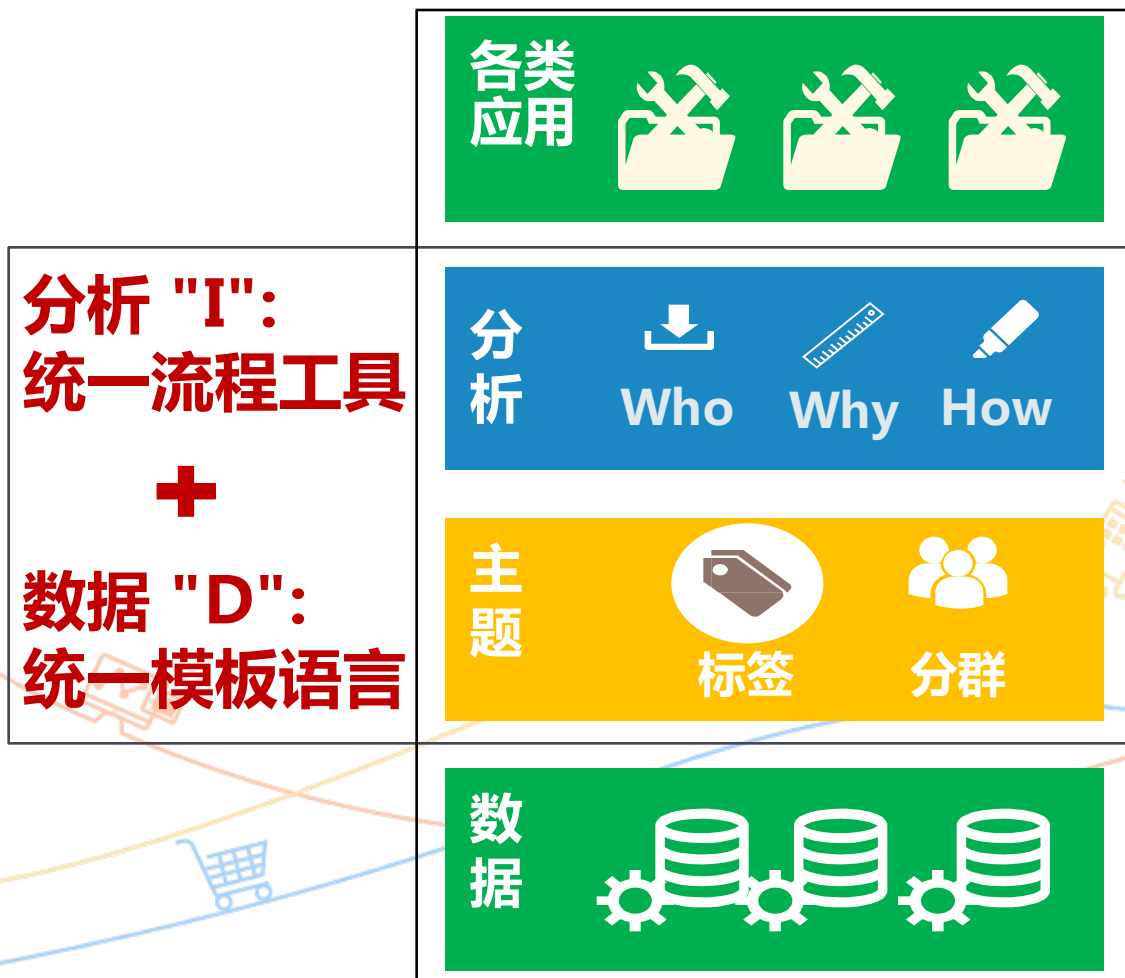 各类
应用
分析 "I":
统一流程工具
+
数据 "D":
统一模板语言
分
析
Who
Why
How
主
题
标签
分群
数
据